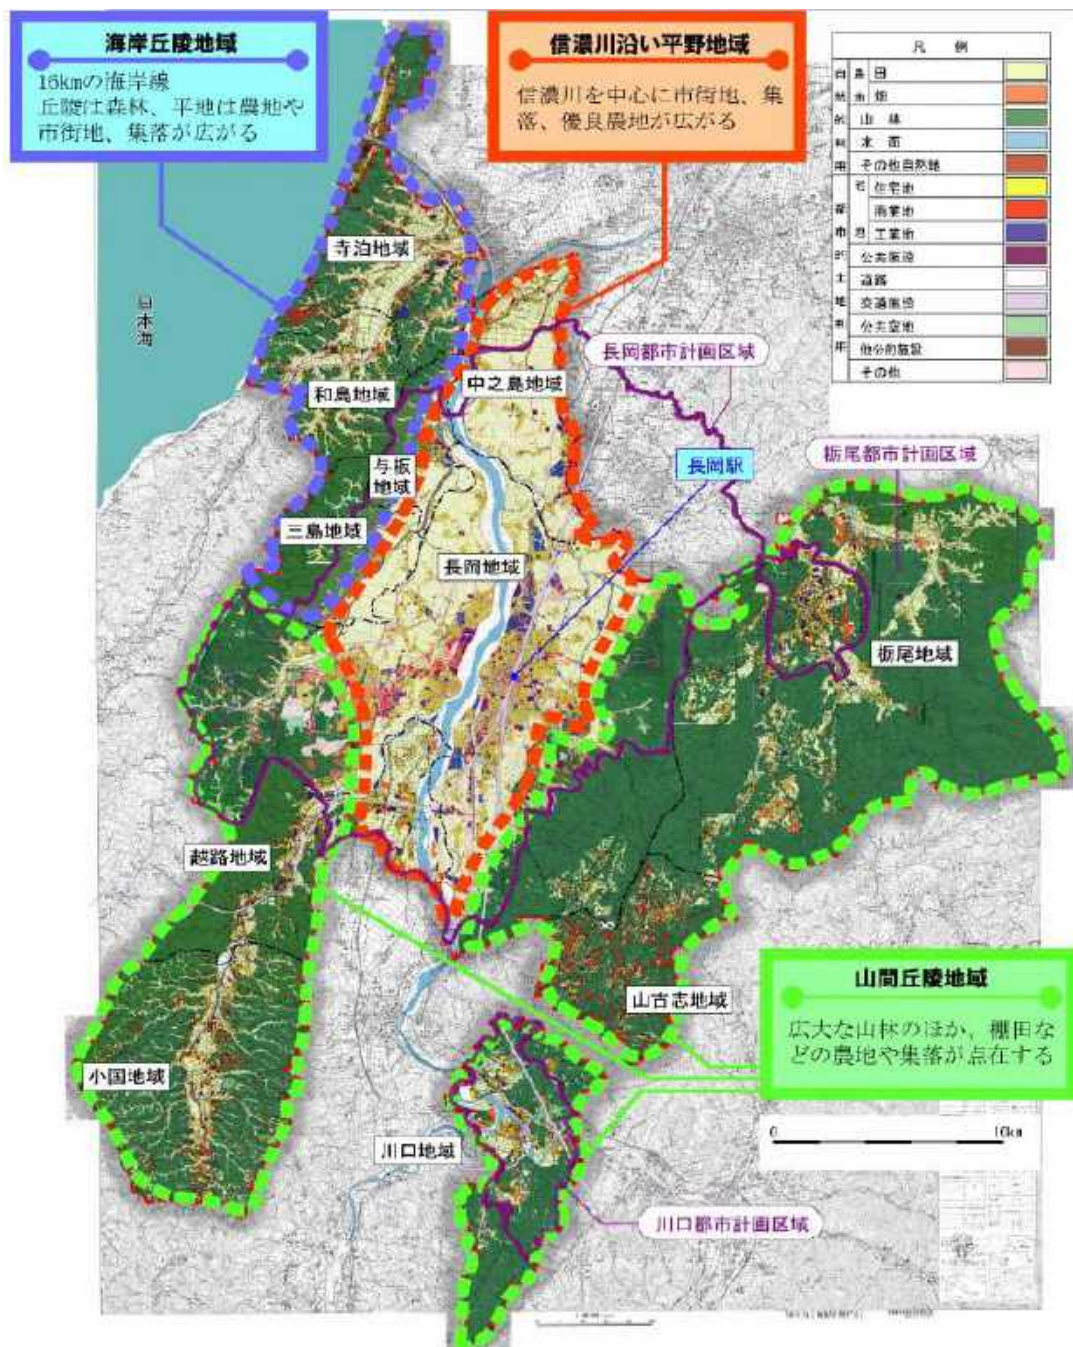 海岸丘陵地域
16kmの海岸線
丘陵は森林、平地は農地や
市街地、集落が広がる
信濃川沿い平野地域
信濃川を中心に市街地、集
落、優良農地が広がる
凡 例
田
畑
山 林
水 面
その他自然地
住宅地
商業地
工業地
公共施設
道路
交通施設
公共空地
他公的施設
その他
日本海
寺泊地域
和島地域
与板
地域
三島地域
中之島地域
長岡都市計画区域
長岡駅
栃尾都市計画区域
長岡地域
栃尾地域
越路地域
山古志地域
小国地域
川口地域
川口都市計画区域
山間丘陵地域
広大な山林のほか、棚田な
どの農地や集落が点在する
0 16km